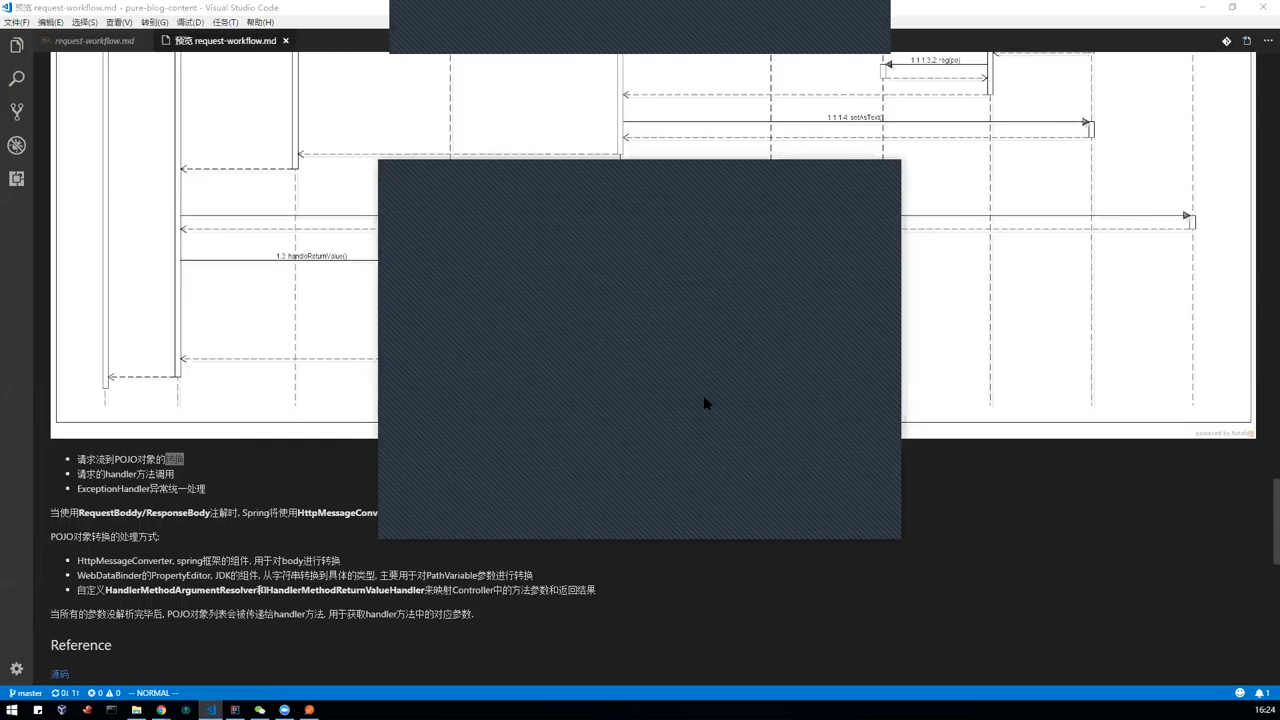 预览 request-workflow.md - pure-blog-content - Visual Studio Code
文件(F) 编辑(E) 选择(S) 查看(V) 转到(G) 调试(D) 任务(T) 帮助(H)
request-workflow.md 预览 request-workflow.md
1.1.1.3.2: reg(po)
1.1.1.4: setAsText()
1.3: handleReturnValue()
powered by Astah
请求流到POJO对象的转换
请求的handler方法调用
ExceptionHandler异常统一处理
当使用RequestBoddy/ResponseBody注解时, Spring将使用HttpMessageConv
POJO对象转换的处理方式:
HttpMessageConverter, spring框架的组件, 用于对body进行转换
WebDataBinder的PropertyEditor, JDK的组件, 从字符串转换到具体的类型, 主要用于对PathVariable参数进行转换
自定义HandlerMethodArgumentResolver和HandlerMethodReturnValueHandler来映射Controller中的方法参数和返回结果
当所有的参数没解析完毕后, POJO对象列表会被传递给handler方法, 用于获取handler方法中的对应参数.
Reference
源码
master 0↓ 1↑ 0 0 -- NORMAL -- 1
16:24